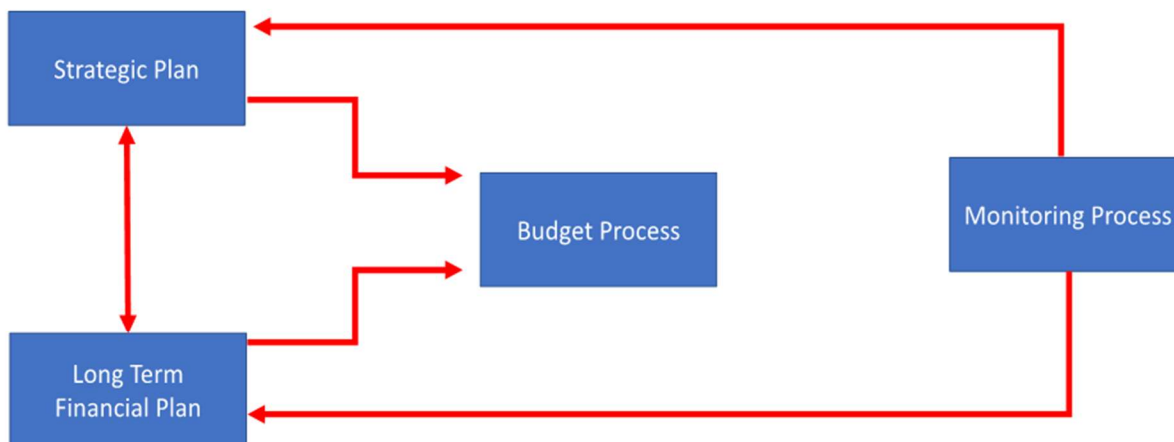 Strategic Plan
Budget Process
Monitoring Process
Long Term
Financial Plan